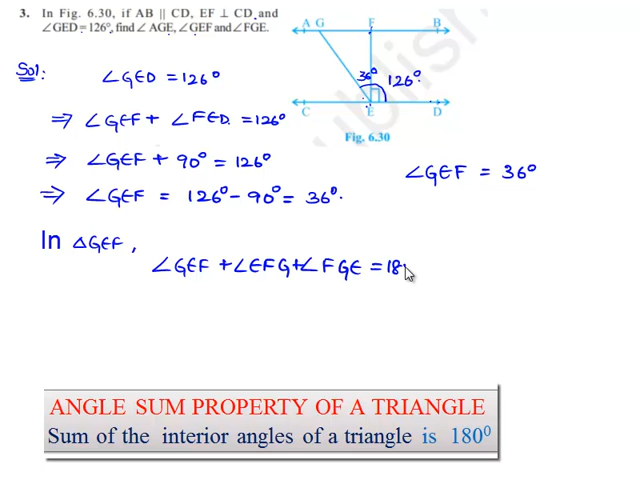 3. In Fig. 6.30, if AB || CD, EF ⊥ CD and
∠GED = 126°, find ∠ AGE, ∠GEF and ∠FGE.
A G F B
36° 126°
C E D
Fig. 6.30
Sol:
∠GED = 126°
⇒ ∠GEF + ∠FED = 126°
⇒ ∠GEF + 90° = 126°
⇒ ∠GEF = 126° - 90° = 36°.
∠GEF = 36°
In △GEF,
∠GEF + ∠EFG + ∠FGE = 18
ANGLE SUM PROPERTY OF A TRIANGLE
Sum of the interior angles of a triangle is 180⁰